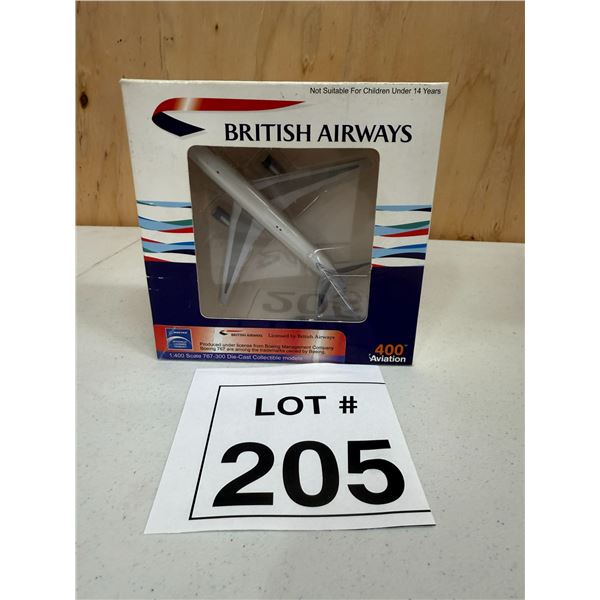 Not Suitable For Children Under 14 Years
BRITISH AIRWAYS
BRITISH AIRWAYS Licensed by British Airways
BOEING
Produced under license from Boeing Management Company
Boeing 767 are among the trademarks owned by Boeing.
1:400 Scale 767-300 Die-Cast Collectible models
400™
Aviation
LOT #
205